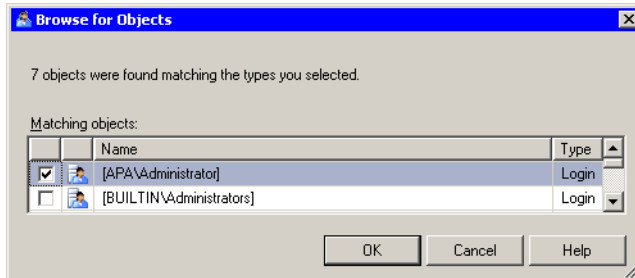 Browse for Objects
7 objects were found matching the types you selected.
Matching objects:
Name Type
[APA\Administrator] Login
[BUILTIN\Administrators] Login
OK Cancel Help